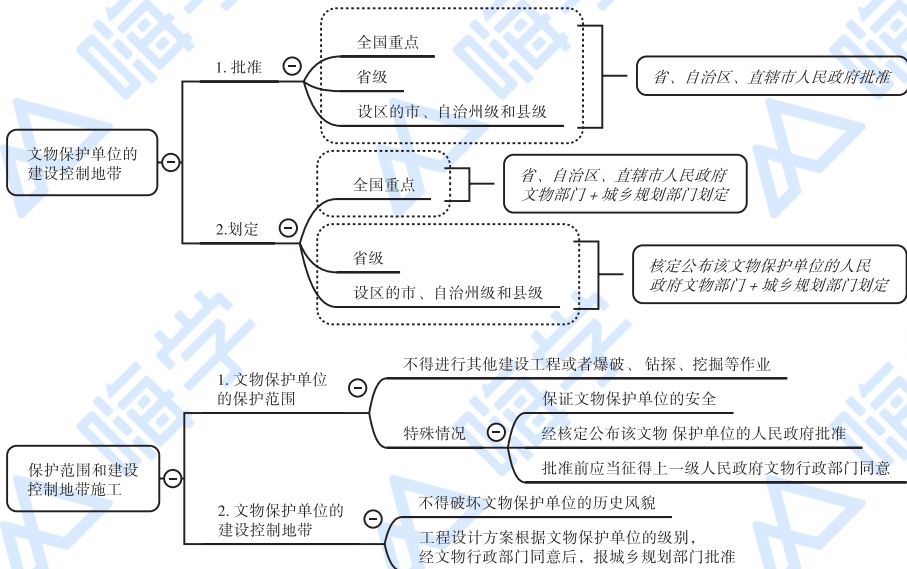 全国重点
1. 批准
省级
设区的市、自治州级和县级
省、自治区、直辖市人民政府批准
文物保护单位的
建设控制地带
全国重点
省、自治区、直辖市人民政府
文物部门 + 城乡规划部门划定
2.划定
省级
设区的市、自治州级和县级
核定公布该文物保护单位的人民
政府文物部门 + 城乡规划部门划定
1. 文物保护单位
的保护范围
不得进行其他建设工程或者爆破、 钻探、挖掘等作业
特殊情况
保证文物保护单位的安全
经核定公布该文物 保护单位的人民政府批准
批准前应当征得上一级人民政府文物行政部门同意
保护范围和建设
控制地带施工
2. 文物保护单位的
建设控制地带
不得破坏文物保护单位的历史风貌
工程设计方案根据文物保护单位的级别，
经文物行政部门同意后，报城乡规划部门批准
嗨学
嗨学
嗨学
嗨学
嗨学
嗨学